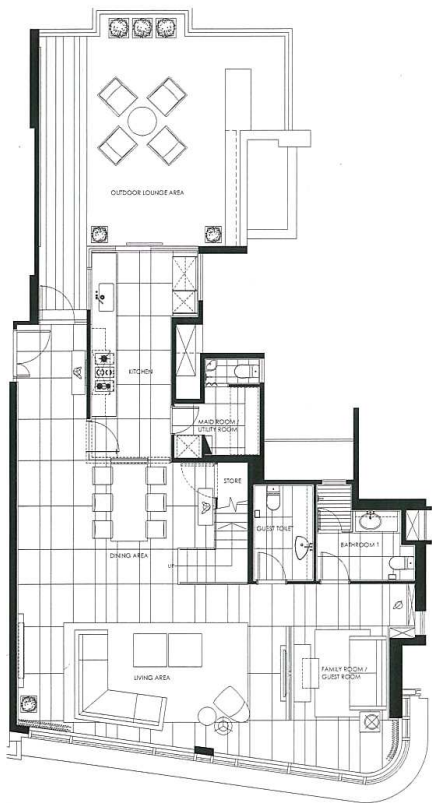 OUTDOOR LOUNGE AREA
KITCHEN
MAID ROOM /
UTILITY ROOM
STORE
GUEST TOILET
BATHROOM 1
DINING AREA
UP
LIVING AREA
FAMILY ROOM /
GUEST ROOM